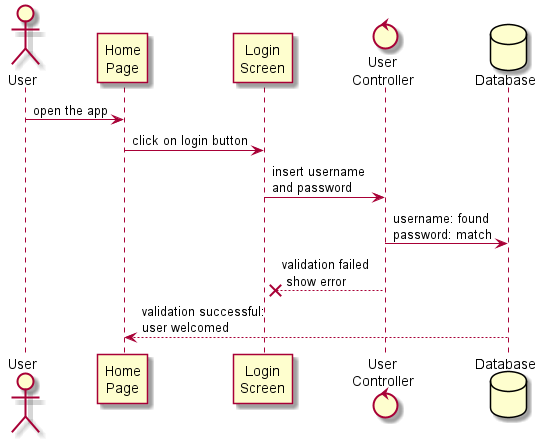 User
Home
Page
Login
Screen
User
Controller
Database
open the app
click on login button
insert username
and password
username: found
password: match
validation failed
show error
validation successful:
user welcomed
User
Home
Page
Login
Screen
User
Controller
Database